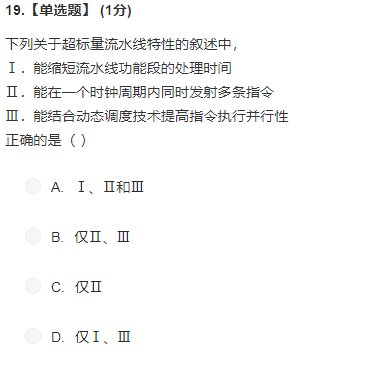 19.【单选题】 (1分)
下列关于超标量流水线特性的叙述中，
Ⅰ．能缩短流水线功能段的处理时间
Ⅱ．能在一个时钟周期内同时发射多条指令
Ⅲ．能结合动态调度技术提高指令执行并行性
正确的是（ ）
A. Ⅰ、Ⅱ和Ⅲ
B. 仅Ⅱ、Ⅲ
C. 仅Ⅱ
D. 仅Ⅰ、Ⅲ